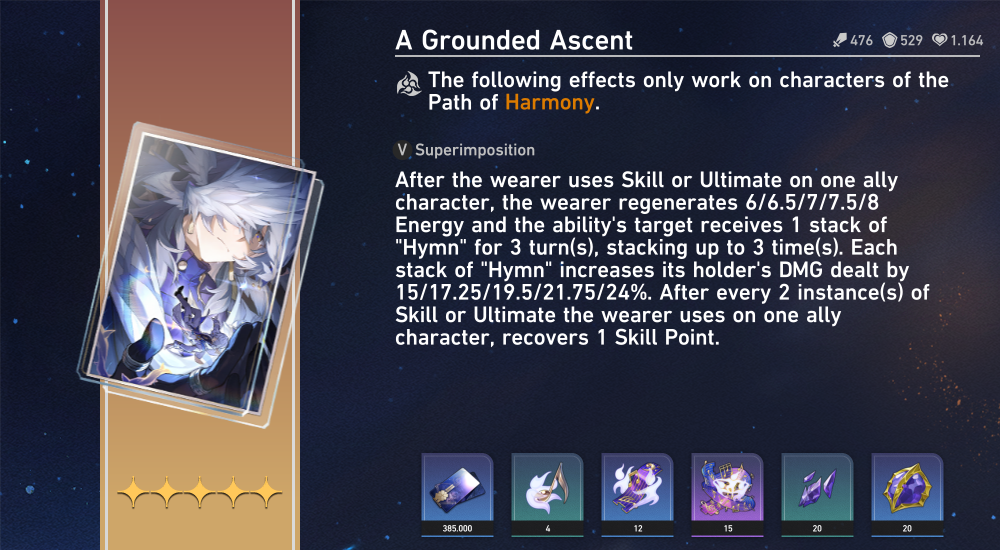 A Grounded Ascent
476 529 1.164
The following effects only work on characters of the
Path of Harmony.
V Superimposition
After the wearer uses Skill or Ultimate on one ally
character, the wearer regenerates 6/6.5/7/7.5/8
Energy and the ability's target receives 1 stack of
"Hymn" for 3 turn(s), stacking up to 3 time(s). Each
stack of "Hymn" increases its holder's DMG dealt by
15/17.25/19.5/21.75/24%. After every 2 instance(s) of
Skill or Ultimate the wearer uses on one ally
character, recovers 1 Skill Point.
385.000 4 12 15 20 20